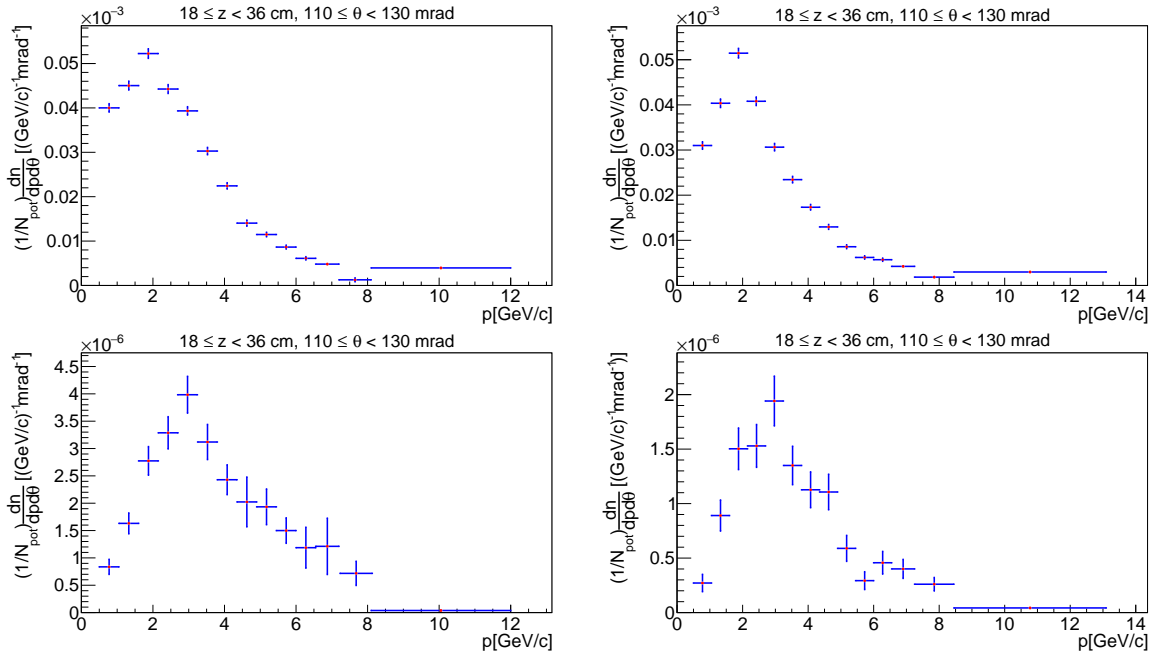 18 ≤ z < 36 cm, 110 ≤ θ < 130 mrad
×10⁻³
(1/N_pot) dn/dpdθ [(GeV/c)⁻¹mrad⁻¹]
0.05
0.04
0.03
0.02
0.01
0
0 2 4 6 8 10 12
p[GeV/c]
18 ≤ z < 36 cm, 110 ≤ θ < 130 mrad
×10⁻³
(1/N_pot) dn/dpdθ [(GeV/c)⁻¹mrad⁻¹]
0.05
0.04
0.03
0.02
0.01
0
0 2 4 6 8 10 12 14
p[GeV/c]
18 ≤ z < 36 cm, 110 ≤ θ < 130 mrad
×10⁻⁶
(1/N_pot) dn/dpdθ [(GeV/c)⁻¹mrad⁻¹]
4.5
4
3.5
3
2.5
2
1.5
1
0.5
0
0 2 4 6 8 10 12
p[GeV/c]
18 ≤ z < 36 cm, 110 ≤ θ < 130 mrad
×10⁻⁶
(1/N_pot) dn/dpdθ [(GeV/c)⁻¹mrad⁻¹)]
2
1.5
1
0.5
0
0 2 4 6 8 10 12 14
p[GeV/c]